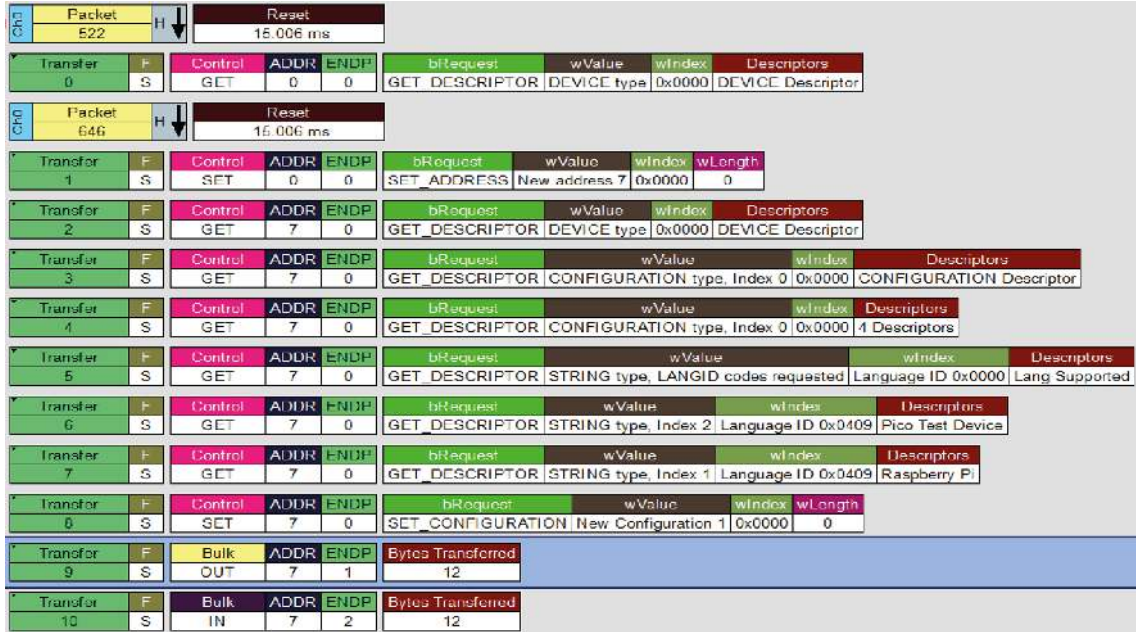 Chg Packet H Reset
522 15.006 ms
Transfer F Control ADDR ENDP bRequest wValue wIndex Descriptors
0 S GET 0 0 GET_DESCRIPTOR DEVICE type 0x0000 DEVICE Descriptor
Chg Packet H Reset
646 15.006 ms
Transfer F Control ADDR ENDP bRequest wValue wIndex wLength
1 S SET 0 0 SET_ADDRESS New address 7 0x0000 0
Transfer F Control ADDR ENDP bRequest wValue wIndex Descriptors
2 S GET 7 0 GET_DESCRIPTOR DEVICE type 0x0000 DEVICE Descriptor
Transfer F Control ADDR ENDP bRequest wValue wIndex Descriptors
3 S GET 7 0 GET_DESCRIPTOR CONFIGURATION type, Index 0 0x0000 CONFIGURATION Descriptor
Transfer F Control ADDR ENDP bRequest wValue wIndex Descriptors
4 S GET 7 0 GET_DESCRIPTOR CONFIGURATION type, Index 0 0x0000 4 Descriptors
Transfer F Control ADDR ENDP bRequest wValue wIndex Descriptors
5 S GET 7 0 GET_DESCRIPTOR STRING type, LANGID codes requested Language ID 0x0000 Lang Supported
Transfer F Control ADDR ENDP bRequest wValue wIndex Descriptors
6 S GET 7 0 GET_DESCRIPTOR STRING type, Index 2 Language ID 0x0409 Pico Test Device
Transfer F Control ADDR ENDP bRequest wValue wIndex Descriptors
7 S GET 7 0 GET_DESCRIPTOR STRING type, Index 1 Language ID 0x0409 Raspberry Pi
Transfer F Control ADDR ENDP bRequest wValue wIndex wLength
8 S SET 7 0 SET_CONFIGURATION New Configuration 1 0x0000 0
Transfer F Bulk ADDR ENDP Bytes Transferred
9 S OUT 7 1 12
Transfer F Bulk ADDR ENDP Bytes Transferred
10 S IN 7 2 12